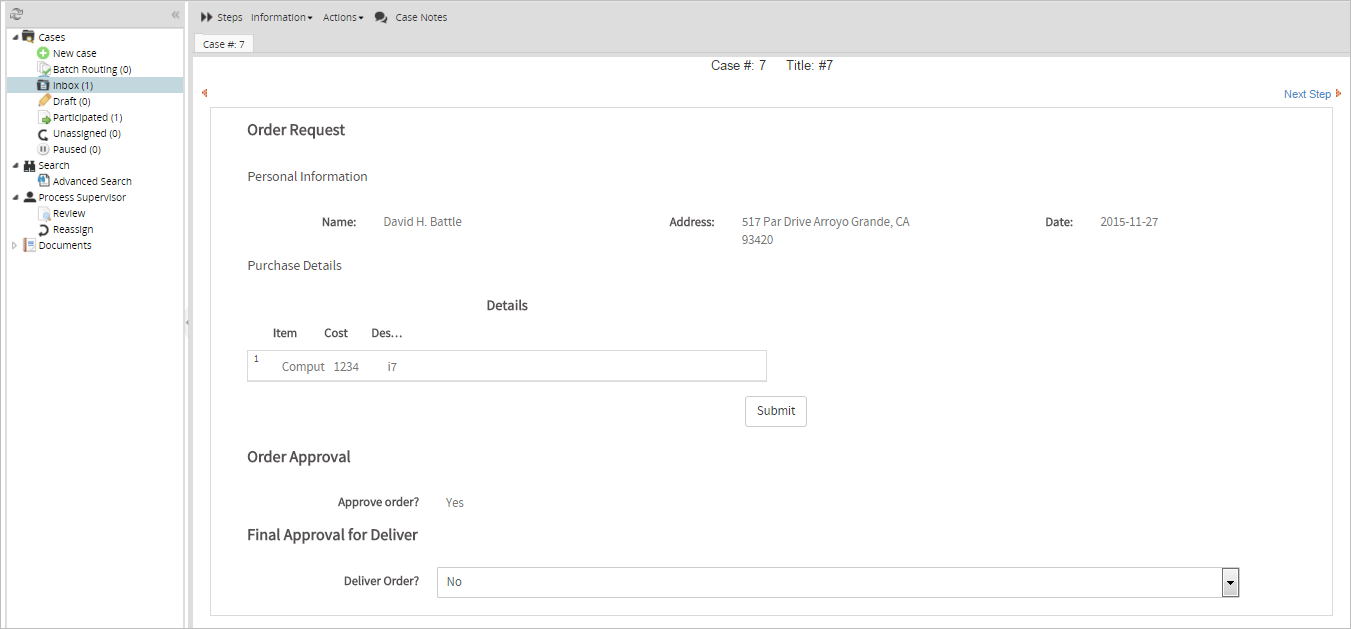 Steps Information Actions Case Notes
Cases
New case
Batch Routing (0)
Inbox (1)
Draft (0)
Participated (1)
Unassigned (0)
Paused (0)
Search
Advanced Search
Process Supervisor
Review
Reassign
Documents
Case #: 7
Case #: 7 Title: #7
Next Step
Order Request
Personal Information
Name: David H. Battle Address: 517 Par Drive Arroyo Grande, CA Date: 2015-11-27
93420
Purchase Details
Details
Item Cost Des...
1 Comput 1234 i7
Submit
Order Approval
Approve order? Yes
Final Approval for Deliver
Deliver Order? No